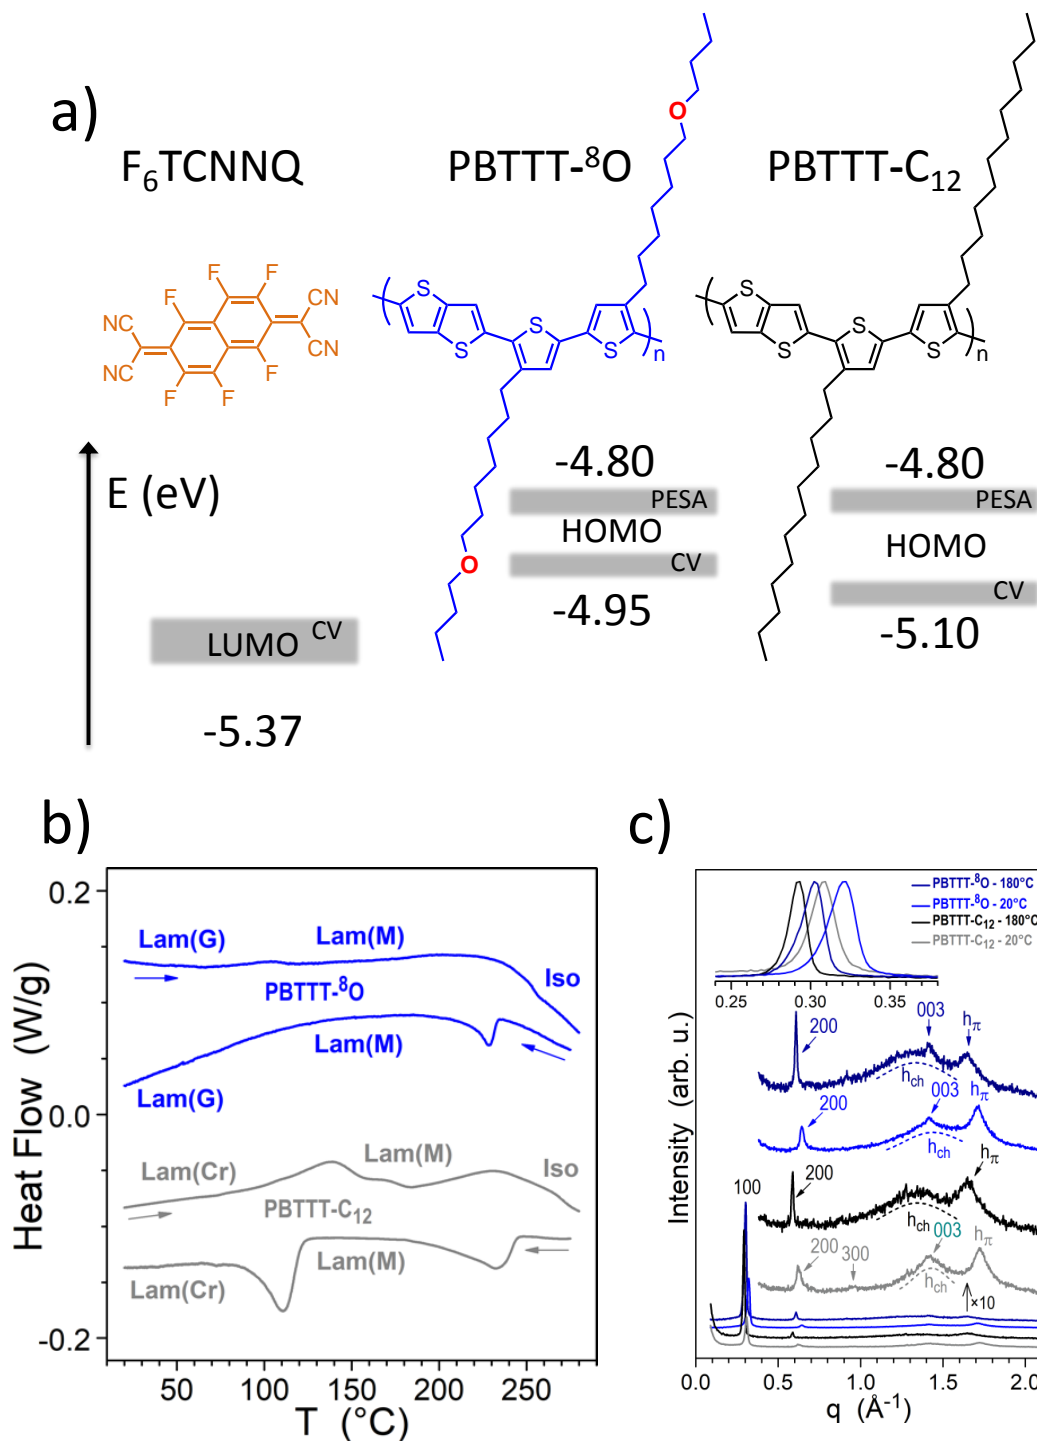 a)
F₆TCNNQ
PBTTT-⁸O
PBTTT-C₁₂
O
F F
F
NC CN
NC CN
F
F F
S S S S n
S S S S n
E (eV)
-4.80
PESA
HOMO
CV
-4.95
-4.80
PESA
HOMO
CV
-5.10
O
LUMO CV
-5.37
b)
Heat Flow (W/g)
0.2
0.0
-0.2
Lam(G) Lam(M)
Iso
PBTTT-⁸O
Lam(M)
Lam(G)
Lam(Cr) Lam(M) Iso
PBTTT-C₁₂
Lam(M)
Lam(Cr)
50 100 150 200 250
T (°C)
c)
Intensity (arb. u.)
PBTTT-⁸O - 180°C
PBTTT-⁸O - 20°C
PBTTT-C₁₂ - 180°C
PBTTT-C₁₂ - 20°C
0.25 0.30 0.35
200 003 hπ
hch
200 003 hπ
hch
200 hπ
hch
100
200 300 003 hπ
hch
×10
0.0 0.5 1.0 1.5 2.0
q (Å⁻¹)